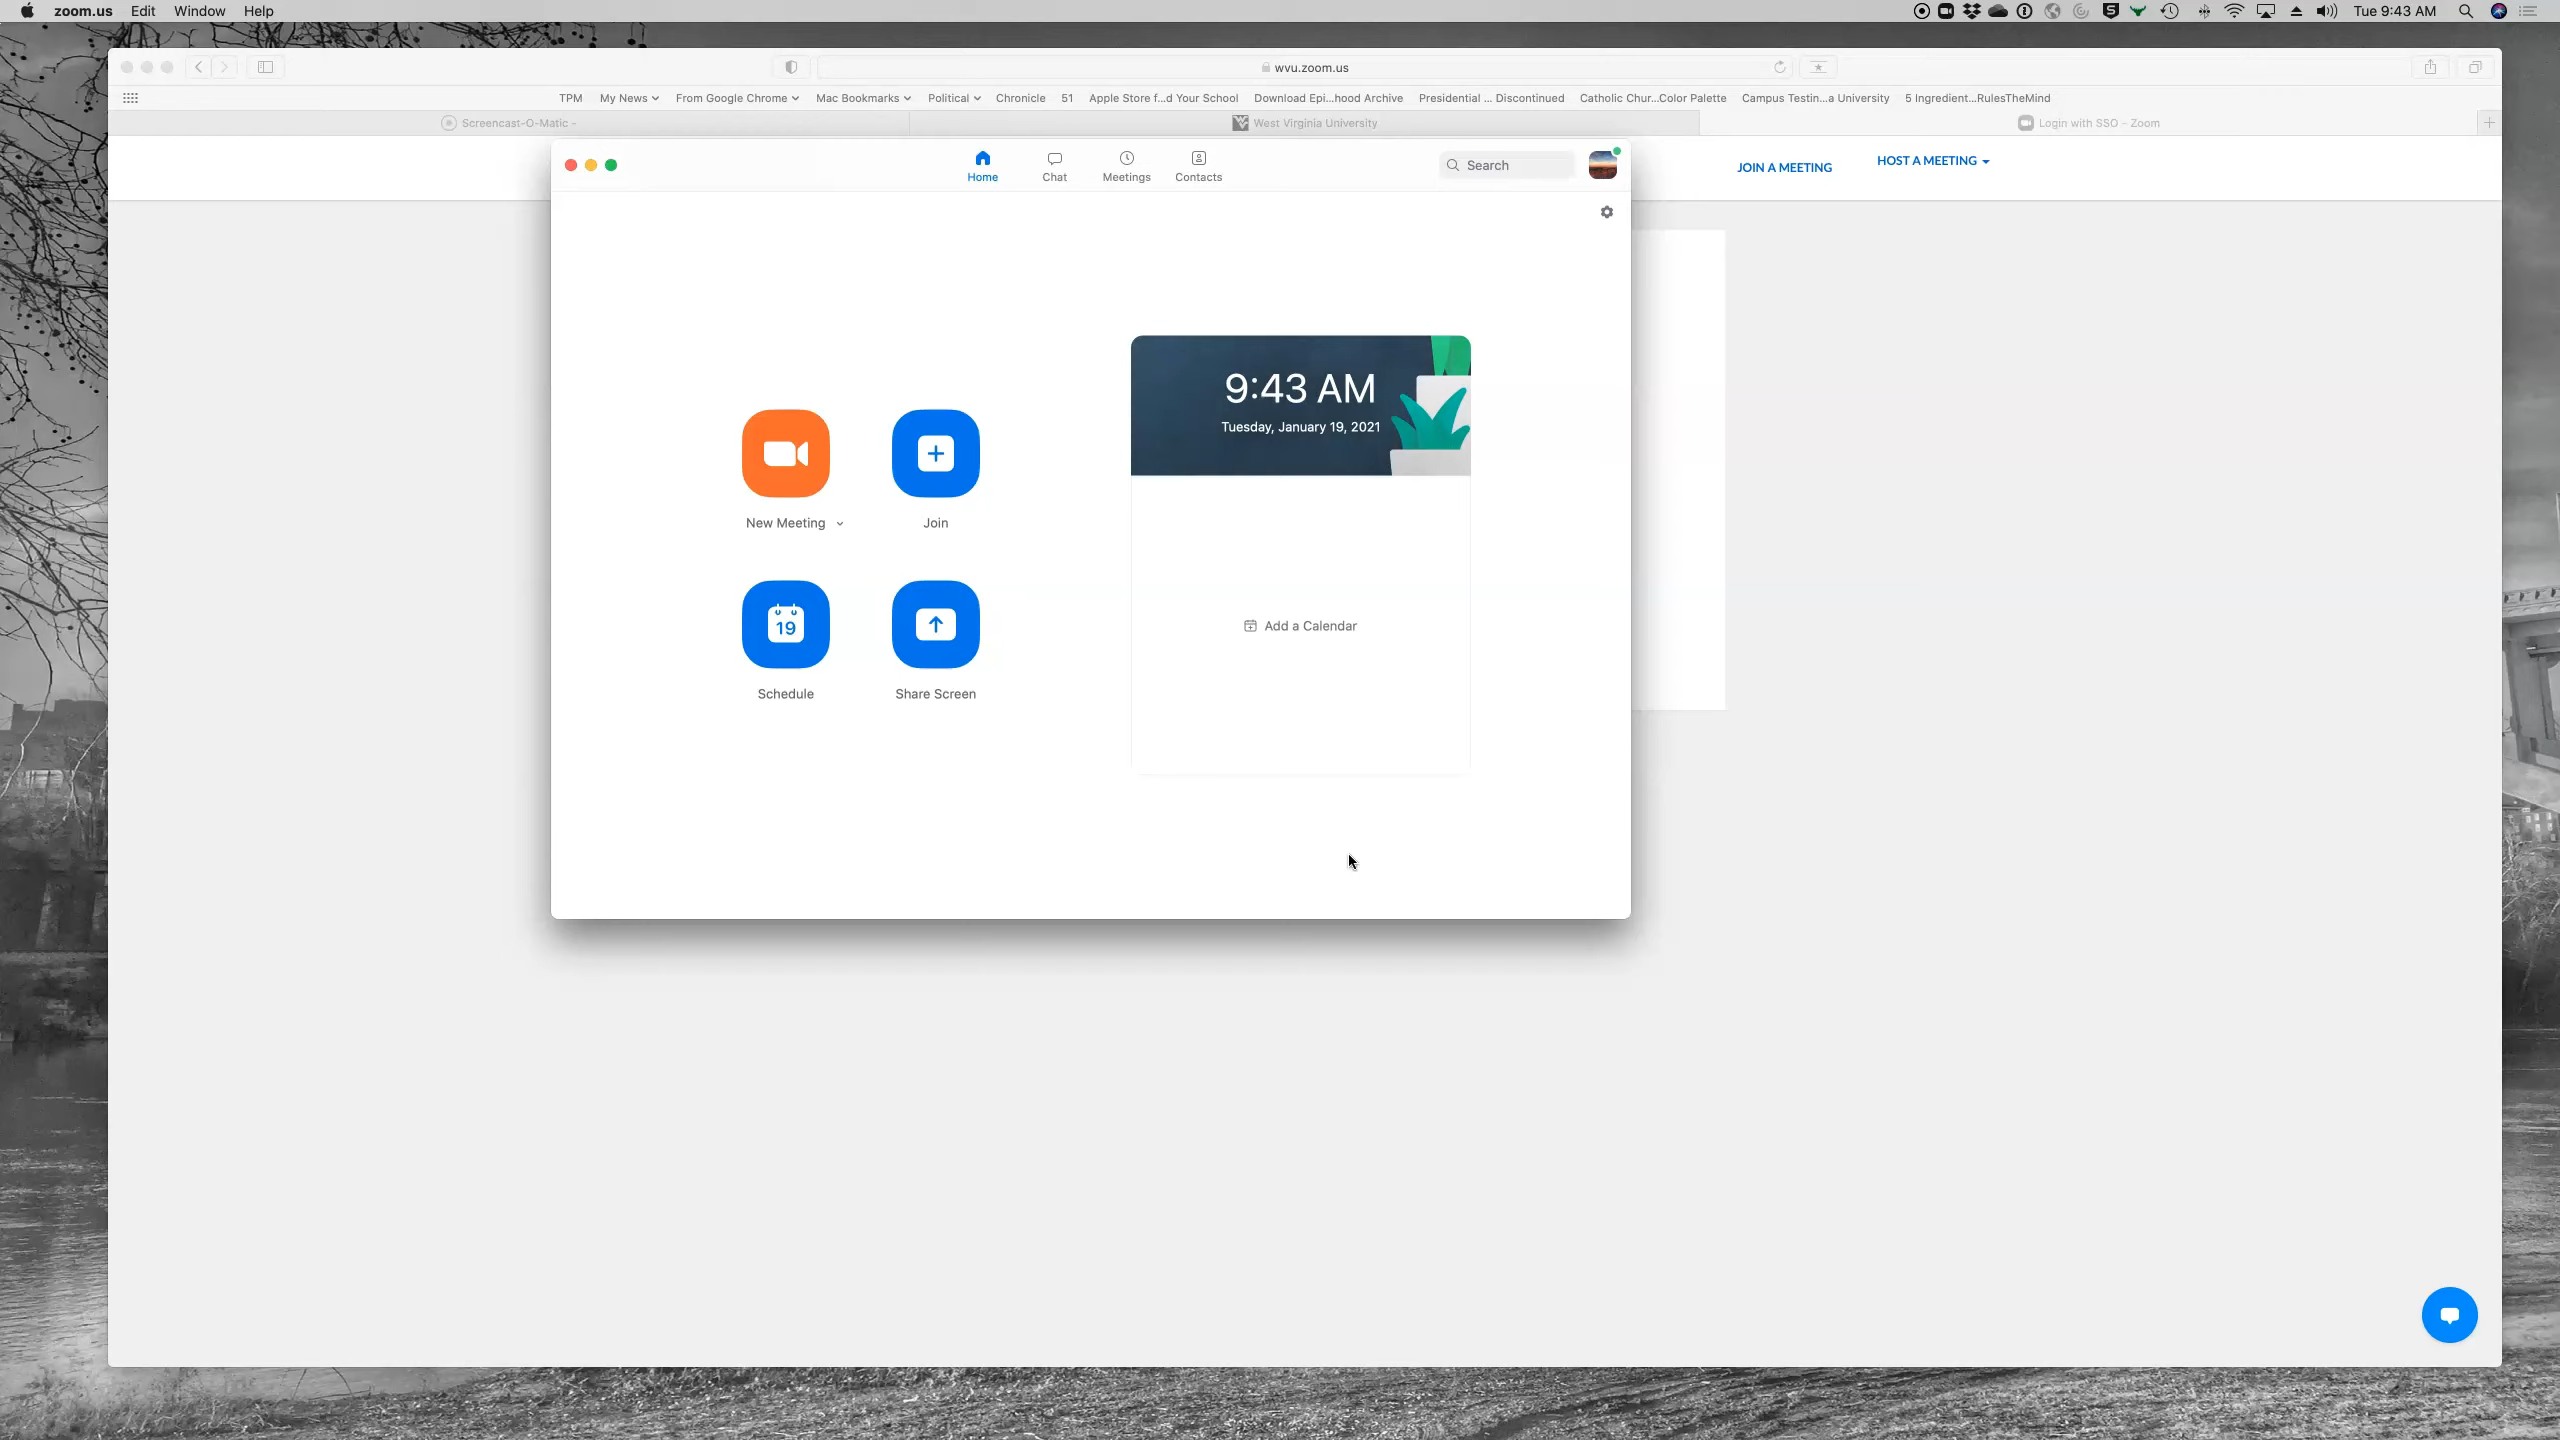 zoom.us Edit Window Help
Tue 9:43 AM
wvu.zoom.us
TPM My News From Google Chrome Mac Bookmarks Political Chronicle 51 Apple Store f...d Your School Download Epi...hood Archive Presidential ... Discontinued Catholic Chur...Color Palette Campus Testin...a University 5 Ingredient...RulesTheMind
Screencast-O-Matic -
West Virginia University
Login with SSO - Zoom
JOIN A MEETING
HOST A MEETING
Home
Chat
Meetings
Contacts
Search
9:43 AM
Tuesday, January 19, 2021
New Meeting
Join
19
Schedule
Share Screen
Add a Calendar